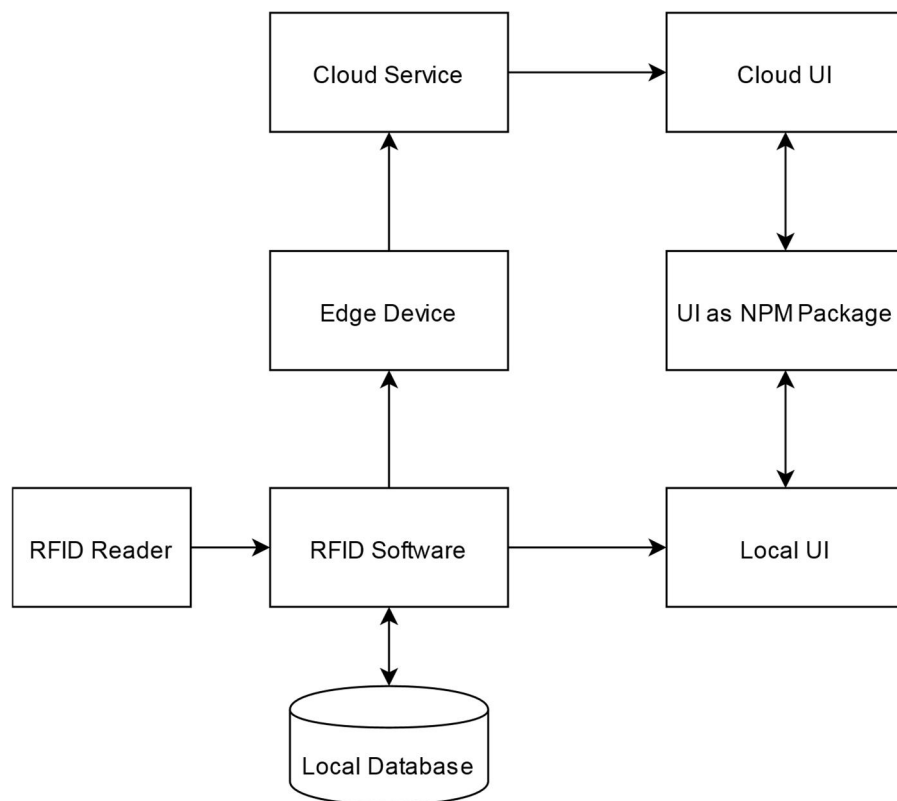 Cloud Service
Cloud UI
Edge Device
UI as NPM Package
RFID Reader
RFID Software
Local UI
Local Database